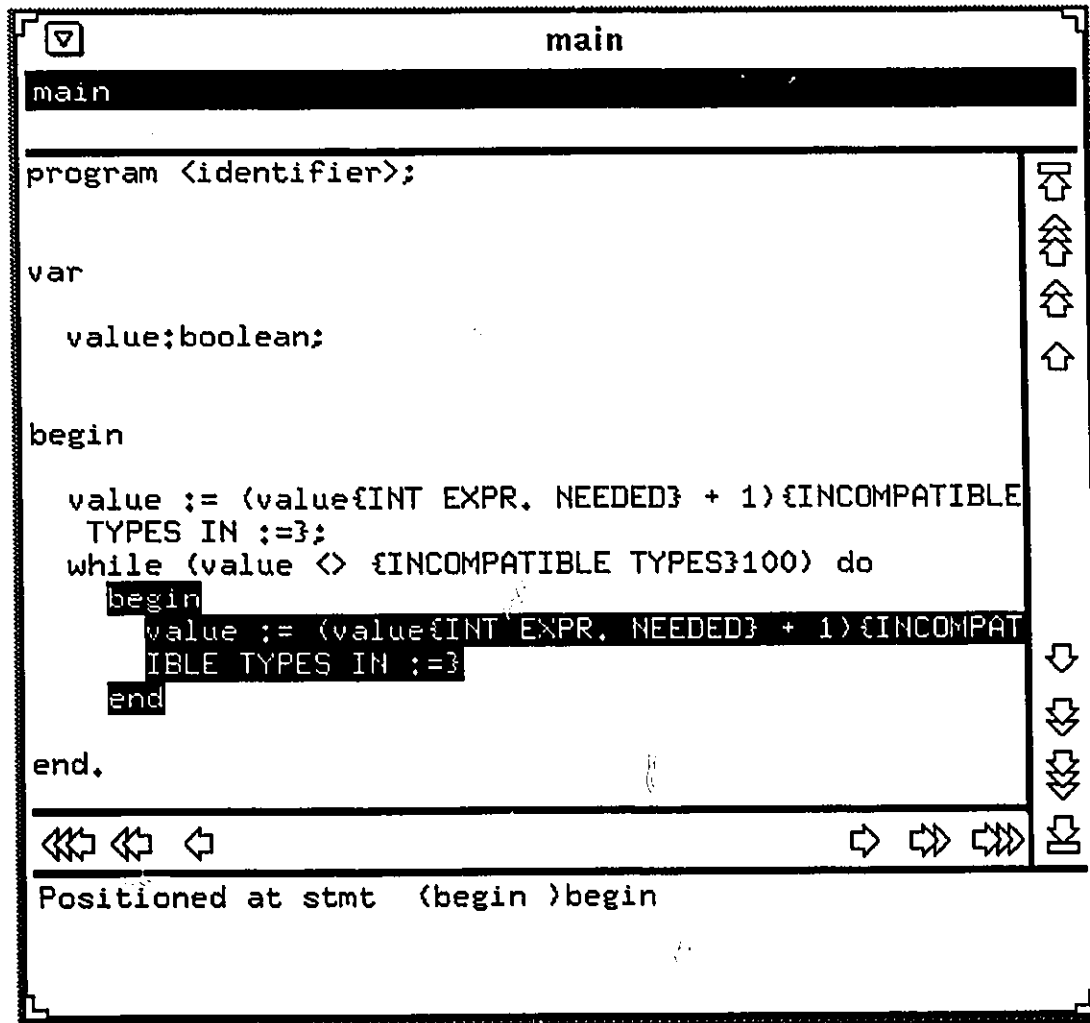 main
main
program <identifier>;
var
value:boolean;
begin
value := (value{INT EXPR. NEEDED} + 1){INCOMPATIBLE
TYPES IN :=};
while (value <> {INCOMPATIBLE TYPES}100) do
begin
value := (value{INT EXPR. NEEDED} + 1){INCOMPAT
IBLE TYPES IN :=}
end
end.
Positioned at stmt (begin )begin